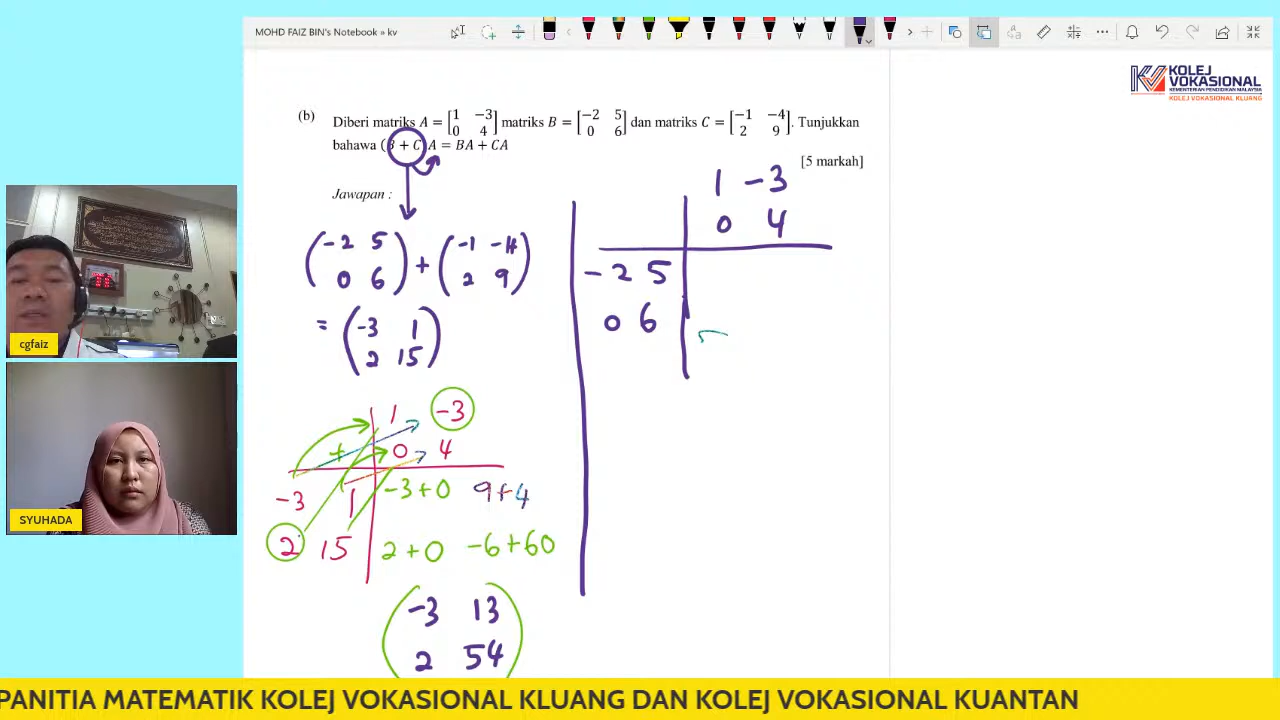 MOHD FAIZ BIN's Notebook » kv
KOLEJ
VOKASIONAL
KEMENTERIAN PENDIDIKAN MALAYSIA
KOLEJ VOKASIONAL KLUANG
(b) Diberi matriks A = [1 −3 0 4] matriks B = [−2 5 0 6] dan matriks C = [−1 −4 2 9]. Tunjukkan
bahawa (B + C)A = BA + CA
[5 markah]
Jawapan :
1 -3
0 4
(-2 5 0 6) + (-1 -4 2 9)
-2 5
0 6
= (-3 1 2 15)
1 -3
+ 0 4
-3 1 -3+0 9+4
2 15 2+0 -6+60
(-3 13
2 54
cgfaiz
SYUHADA
PANITIA MATEMATIK KOLEJ VOKASIONAL KLUANG DAN KOLEJ VOKASIONAL KUANTAN